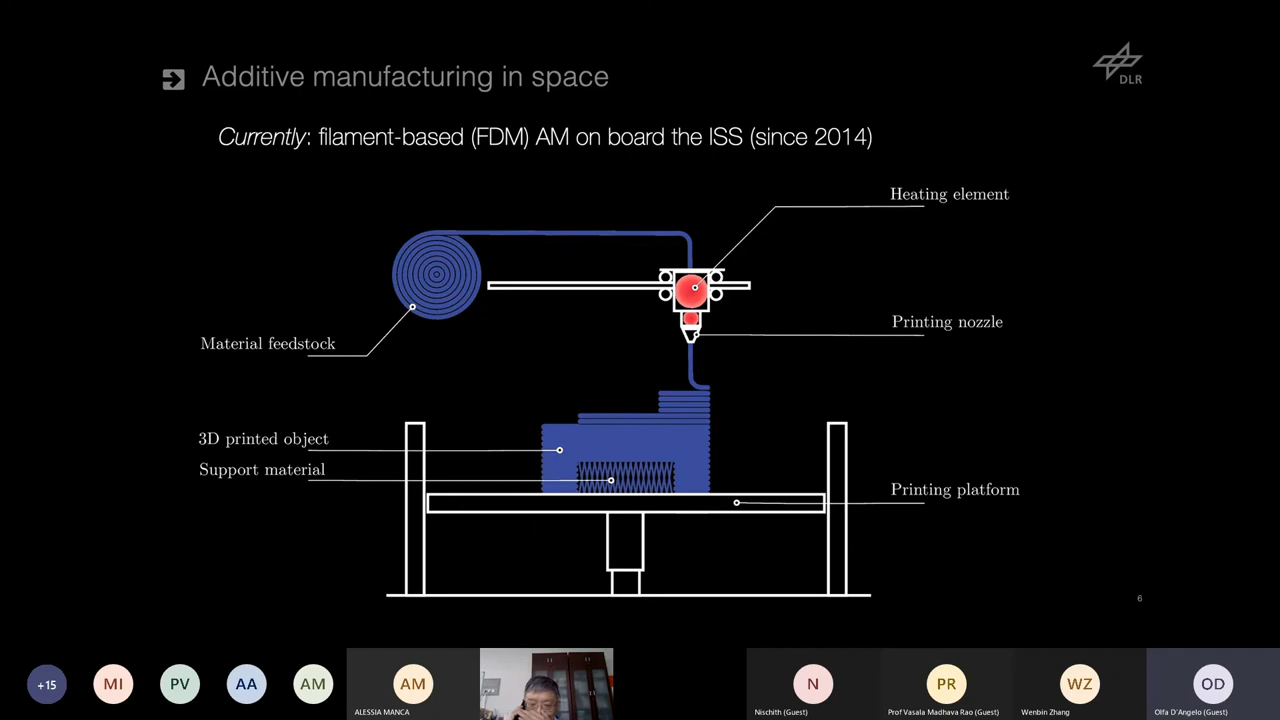 Additive manufacturing in space
DLR
Currently: filament-based (FDM) AM on board the ISS (since 2014)
Heating element
Printing nozzle
Material feedstock
3D printed object
Support material
Printing platform
6
+15
MI
PV
AA
AM
AM
ALESSIA MANCA
N
Nischith (Guest)
PR
Prof Vasala Madhava Rao (Guest)
WZ
Wenbin Zhang
OD
Olfa D'Angelo (Guest)